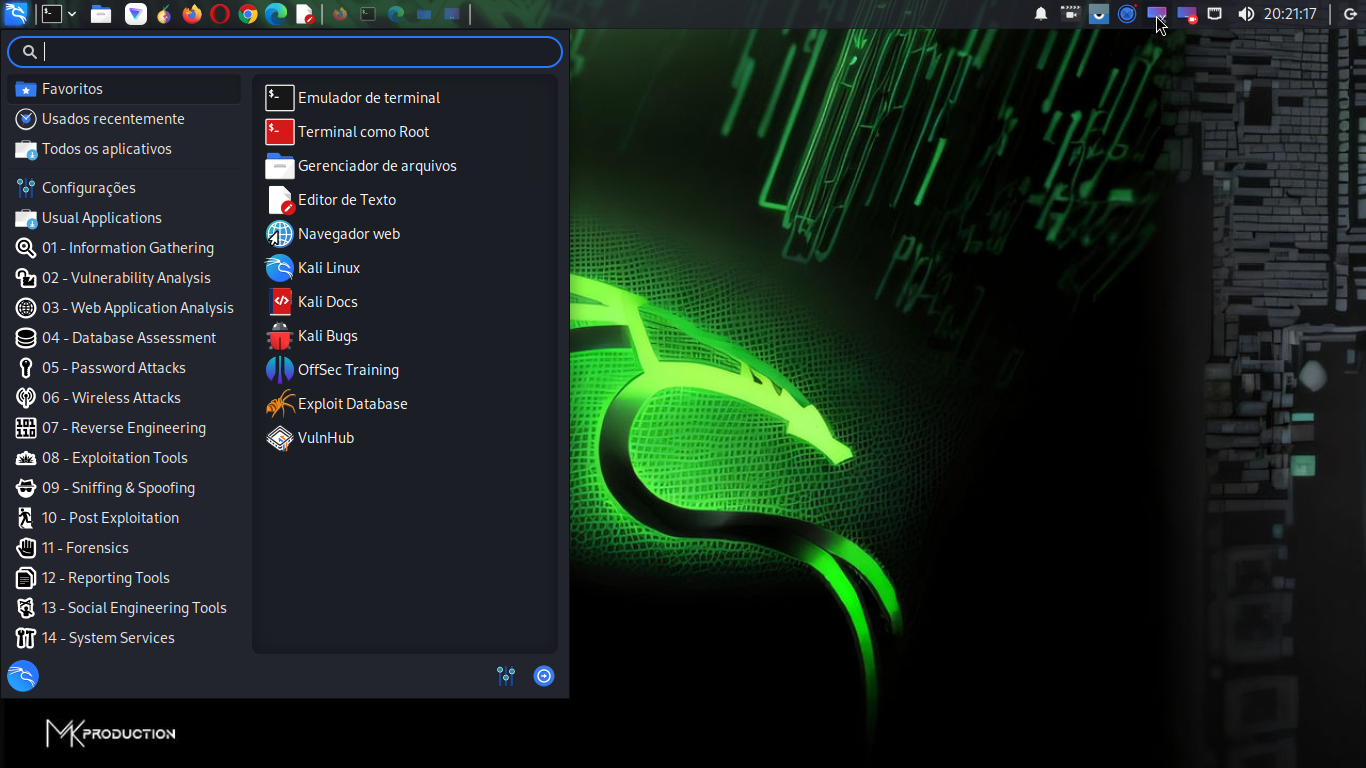 20:21:17
Favoritos
Usados recentemente
Todos os aplicativos
Configurações
Usual Applications
01 - Information Gathering
02 - Vulnerability Analysis
03 - Web Application Analysis
04 - Database Assessment
05 - Password Attacks
06 - Wireless Attacks
07 - Reverse Engineering
08 - Exploitation Tools
09 - Sniffing & Spoofing
10 - Post Exploitation
11 - Forensics
12 - Reporting Tools
13 - Social Engineering Tools
14 - System Services
Emulador de terminal
Terminal como Root
Gerenciador de arquivos
Editor de Texto
Navegador web
Kali Linux
Kali Docs
Kali Bugs
OffSec Training
Exploit Database
VulnHub
MK PRODUCTION